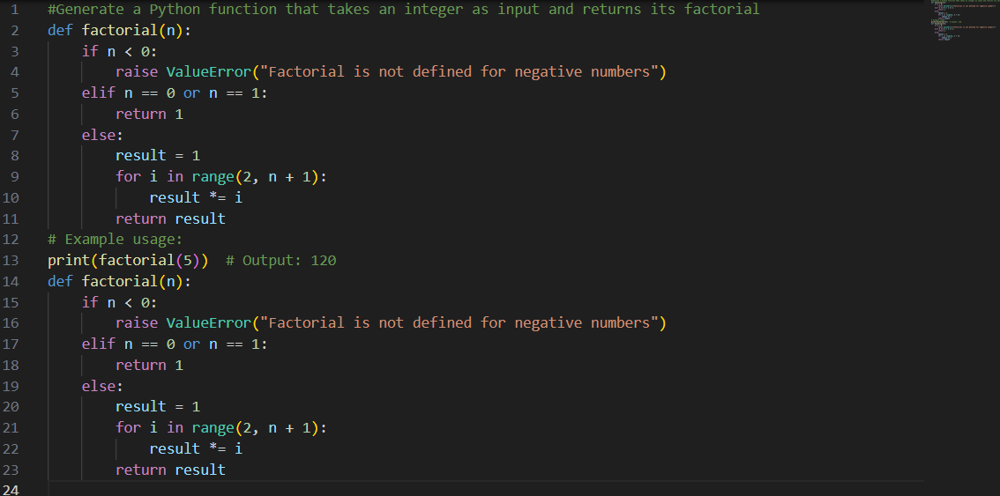 1 #Generate a Python function that takes an integer as input and returns its factorial
2 def factorial(n):
3     if n < 0:
4         raise ValueError("Factorial is not defined for negative numbers")
5     elif n == 0 or n == 1:
6         return 1
7     else:
8         result = 1
9         for i in range(2, n + 1):
10             result *= i
11         return result
12 # Example usage:
13 print(factorial(5))  # Output: 120
14 def factorial(n):
15     if n < 0:
16         raise ValueError("Factorial is not defined for negative numbers")
17     elif n == 0 or n == 1:
18         return 1
19     else:
20         result = 1
21         for i in range(2, n + 1):
22             result *= i
23         return result
24